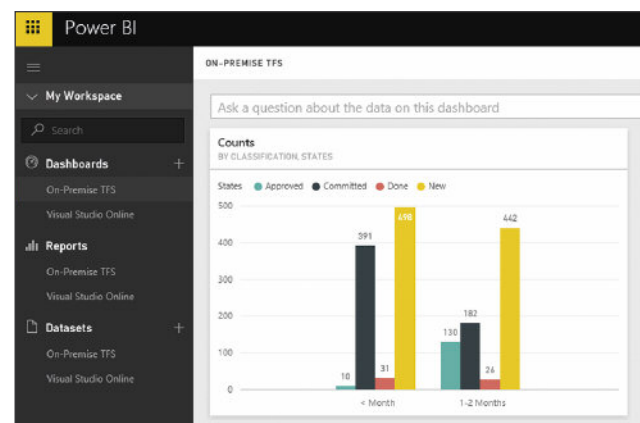 Power BI
ON-PREMISE TFS
My Workspace
Ask a question about the data on this dashboard
Search
Counts
BY CLASSIFICATION, STATES
Dashboards +
On-Premise TFS
Visual Studio Online
States Approved Committed Done New
500
498
442
400
391
Reports
On-Premise TFS
Visual Studio Online
300
200
182
130
Datasets +
On-Premise TFS
Visual Studio Online
100
10
31
26
0
< Month 1-2 Months